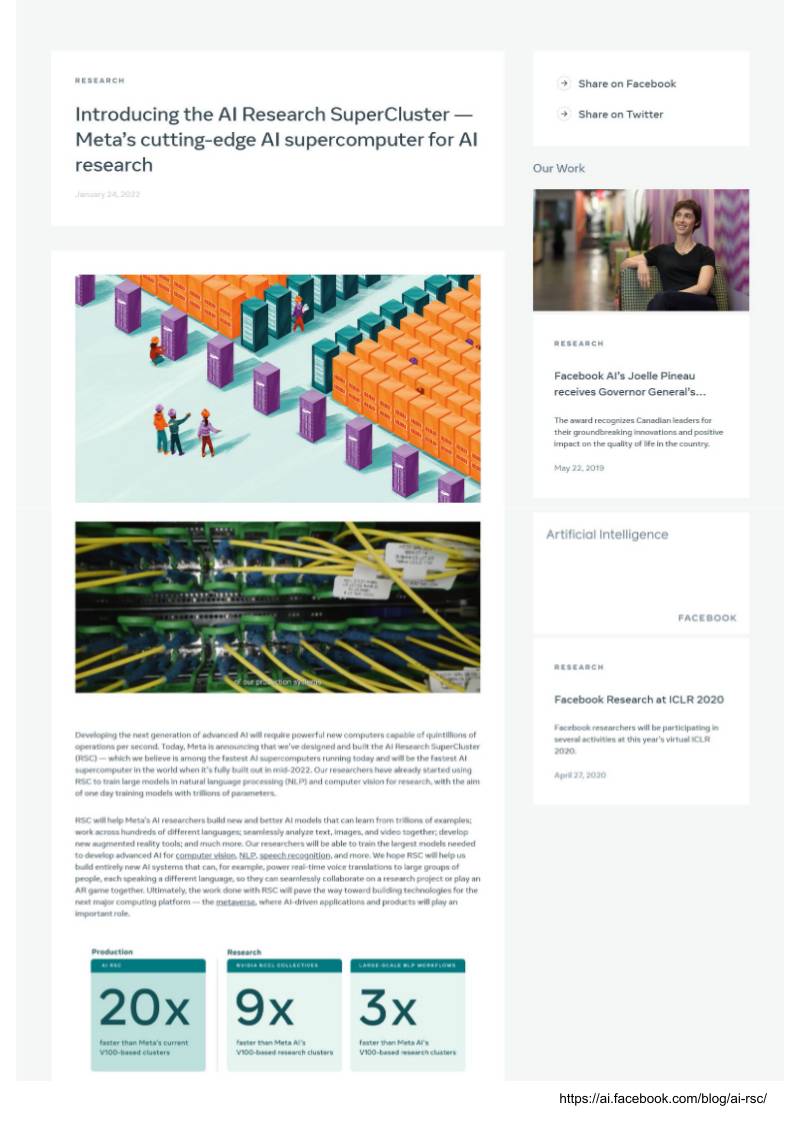 RESEARCH
Introducing the AI Research SuperCluster —
Meta's cutting-edge AI supercomputer for AI
research
January 24, 2022
of our production systems
Developing the next generation of advanced AI will require powerful new computers capable of quintillions of
operations per second. Today, Meta is announcing that we've designed and built the AI Research SuperCluster
(RSC) — which we believe is among the fastest AI supercomputers running today and will be the fastest AI
supercomputer in the world when it's fully built out in mid-2022. Our researchers have already started using
RSC to train large models in natural language processing (NLP) and computer vision for research, with the aim
of one day training models with trillions of parameters.
RSC will help Meta's AI researchers build new and better AI models that can learn from trillions of examples;
work across hundreds of different languages; seamlessly analyze text, images, and video together; develop
new augmented reality tools; and much more. Our researchers will be able to train the largest models needed
to develop advanced AI for computer vision, NLP, speech recognition, and more. We hope RSC will help us
build entirely new AI systems that can, for example, power real-time voice translations to large groups of
people, each speaking a different language, so they can seamlessly collaborate on a research project or play an
AR game together. Ultimately, the work done with RSC will pave the way toward building technologies for the
next major computing platform — the metaverse, where AI-driven applications and products will play an
important role.
Production
AI RSC
20x
faster than Meta's current
V100-based clusters
Research
NVIDIA NCCL COLLECTIVES
9x
faster than Meta AI's
V100-based research clusters
LARGE-SCALE NLP WORKFLOWS
3x
faster than Meta AI's
V100-based research clusters
Share on Facebook
Share on Twitter
Our Work
RESEARCH
Facebook AI's Joelle Pineau
receives Governor General's...
The award recognizes Canadian leaders for
their groundbreaking innovations and positive
impact on the quality of life in the country.
May 22, 2019
Artificial Intelligence
FACEBOOK
RESEARCH
Facebook Research at ICLR 2020
Facebook researchers will be participating in
several activities at this year's virtual ICLR
2020.
April 27, 2020
https://ai.facebook.com/blog/ai-rsc/